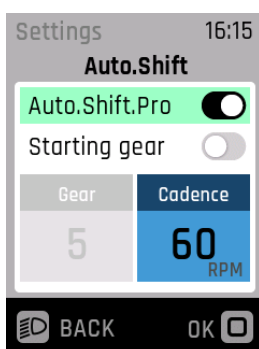 Settings 16:15
Auto.Shift
Auto.Shift.Pro
Starting gear
Gear Cadence
5 60
RPM
BACK OK